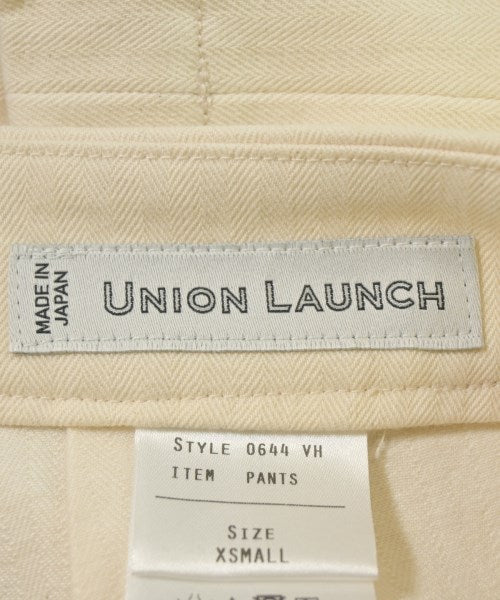 MADE IN
JAPAN
UNION LAUNCH
STYLE 0644 VH
ITEM PANTS
SIZE
XSMALL